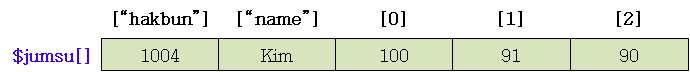 [“hakbun”] [“name”] [0] [1] [2]
$jumsu[] 1004 Kim 100 91 90